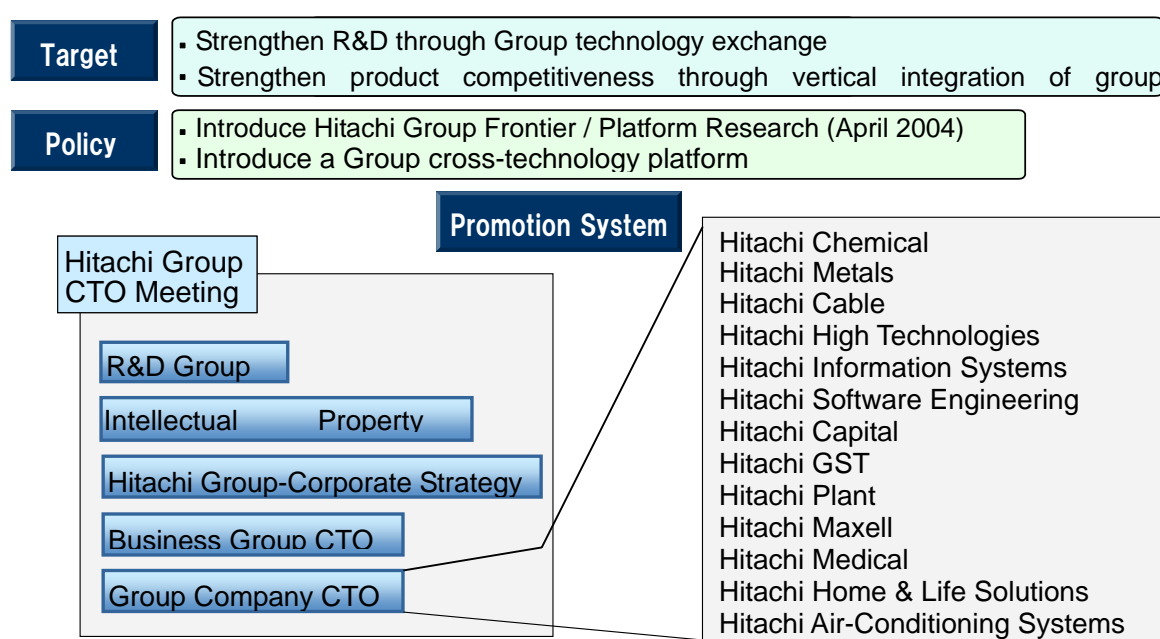 Target
▪ Strengthen R&D through Group technology exchange
▪ Strengthen product competitiveness through vertical integration of group
Policy
▪ Introduce Hitachi Group Frontier / Platform Research (April 2004)
▪ Introduce a Group cross-technology platform
Promotion System
Hitachi Group
CTO Meeting
R&D Group
Intellectual Property
Hitachi Group-Corporate Strategy
Business Group CTO
Group Company CTO
Hitachi Chemical
Hitachi Metals
Hitachi Cable
Hitachi High Technologies
Hitachi Information Systems
Hitachi Software Engineering
Hitachi Capital
Hitachi GST
Hitachi Plant
Hitachi Maxell
Hitachi Medical
Hitachi Home & Life Solutions
Hitachi Air-Conditioning Systems